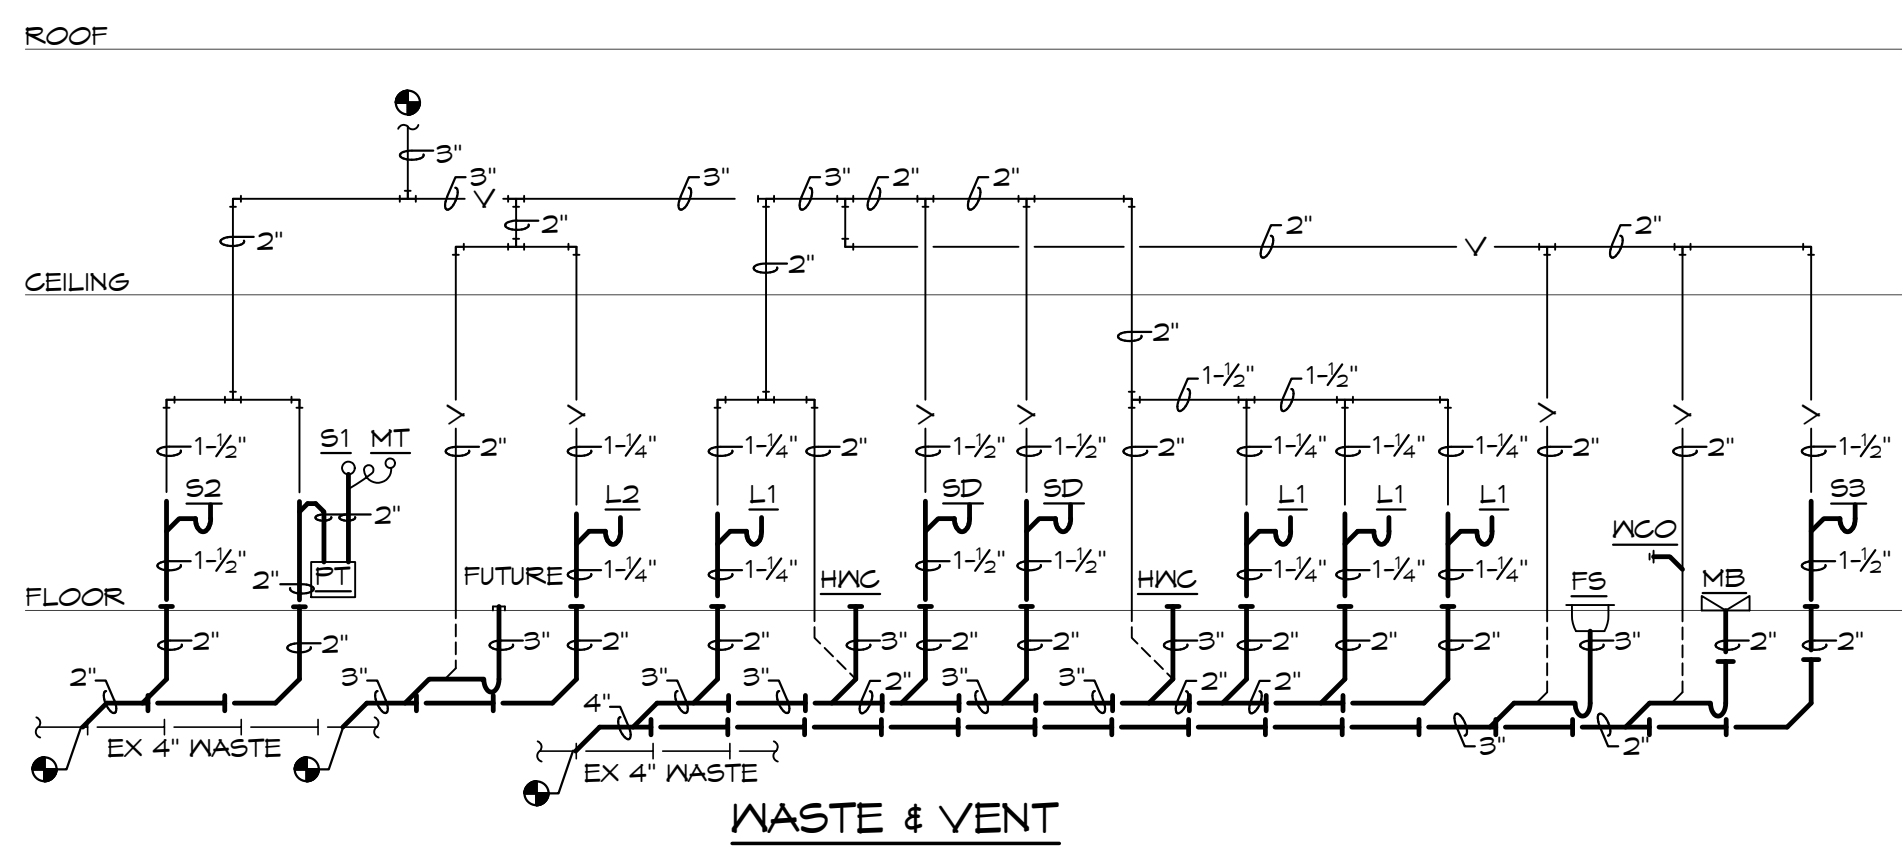 ROOF
3"
3" V 3" 3" 2" 2"
2" 2" 2" V 2"
2"
CEILING
2"
1-½" 1-½"
V V V V V V V
S1 MT
1-½" 2" 1-¼" 1-¼" 2" 1-½" 1-½" 2" 1-¼" 1-¼" 1-¼" 2" 2" 1-½"
S2 L2 L1 SD SD L1 L1 L1 S3
2"
WCO
1-½" 1-¼" 1-¼" 1-½" 1-½" 1-¼" 1-¼" 1-¼" 1-½"
2" PT FUTURE HWC HWC FS MB
FLOOR
2" 2" 3" 2" 2" 3" 2" 2" 3" 2" 2" 2" 3" 2" 2"
2" 3" 3" 3" 2" 3" 3" 2" 2"
4"
EX 4" WASTE 3" 2"
EX 4" WASTE
WASTE & VENT